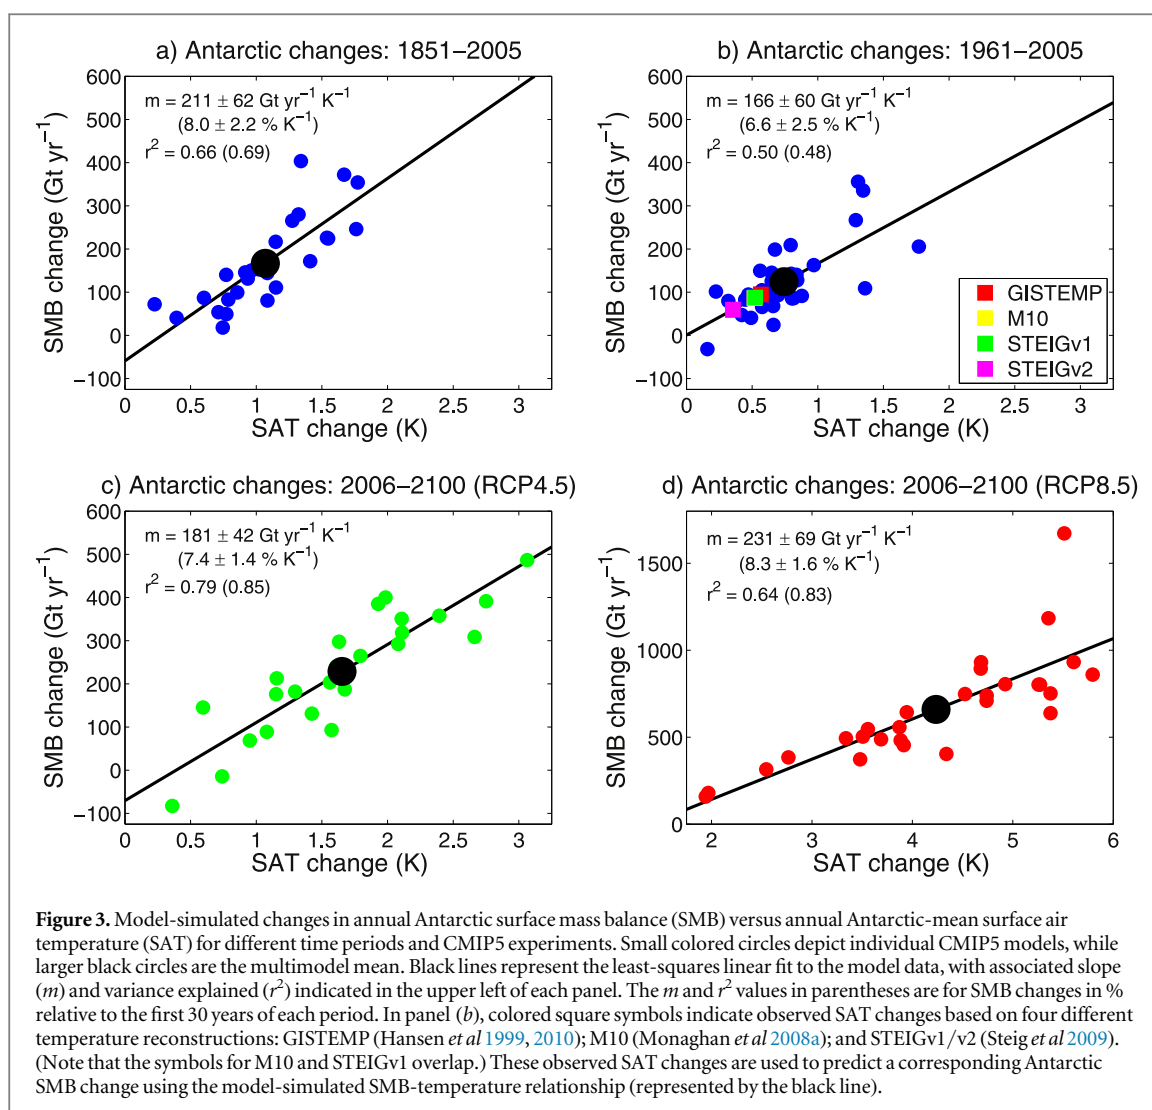 a) Antarctic changes: 1851–2005
SMB change (Gt yr⁻¹)
600
500
400
300
200
100
0
−100
m = 211 ± 62 Gt yr⁻¹ K⁻¹
(8.0 ± 2.2 % K⁻¹)
r² = 0.66 (0.69)
0 0.5 1 1.5 2 2.5 3
SAT change (K)
b) Antarctic changes: 1961–2005
SMB change (Gt yr⁻¹)
600
500
400
300
200
100
0
−100
m = 166 ± 60 Gt yr⁻¹ K⁻¹
(6.6 ± 2.5 % K⁻¹)
r² = 0.50 (0.48)
GISTEMP
M10
STEIGv1
STEIGv2
0 0.5 1 1.5 2 2.5 3
SAT change (K)
c) Antarctic changes: 2006–2100 (RCP4.5)
SMB change (Gt yr⁻¹)
600
500
400
300
200
100
0
−100
m = 181 ± 42 Gt yr⁻¹ K⁻¹
(7.4 ± 1.4 % K⁻¹)
r² = 0.79 (0.85)
0 0.5 1 1.5 2 2.5 3
SAT change (K)
d) Antarctic changes: 2006–2100 (RCP8.5)
SMB change (Gt yr⁻¹)
1500
1000
500
0
m = 231 ± 69 Gt yr⁻¹ K⁻¹
(8.3 ± 1.6 % K⁻¹)
r² = 0.64 (0.83)
2 3 4 5 6
SAT change (K)
Figure 3. Model-simulated changes in annual Antarctic surface mass balance (SMB) versus annual Antarctic-mean surface air
temperature (SAT) for different time periods and CMIP5 experiments. Small colored circles depict individual CMIP5 models, while
larger black circles are the multimodel mean. Black lines represent the least-squares linear fit to the model data, with associated slope
(m) and variance explained (r²) indicated in the upper left of each panel. The m and r² values in parentheses are for SMB changes in %
relative to the first 30 years of each period. In panel (b), colored square symbols indicate observed SAT changes based on four different
temperature reconstructions: GISTEMP (Hansen et al 1999, 2010); M10 (Monaghan et al 2008a); and STEIGv1/v2 (Steig et al 2009).
(Note that the symbols for M10 and STEIGv1 overlap.) These observed SAT changes are used to predict a corresponding Antarctic
SMB change using the model-simulated SMB-temperature relationship (represented by the black line).